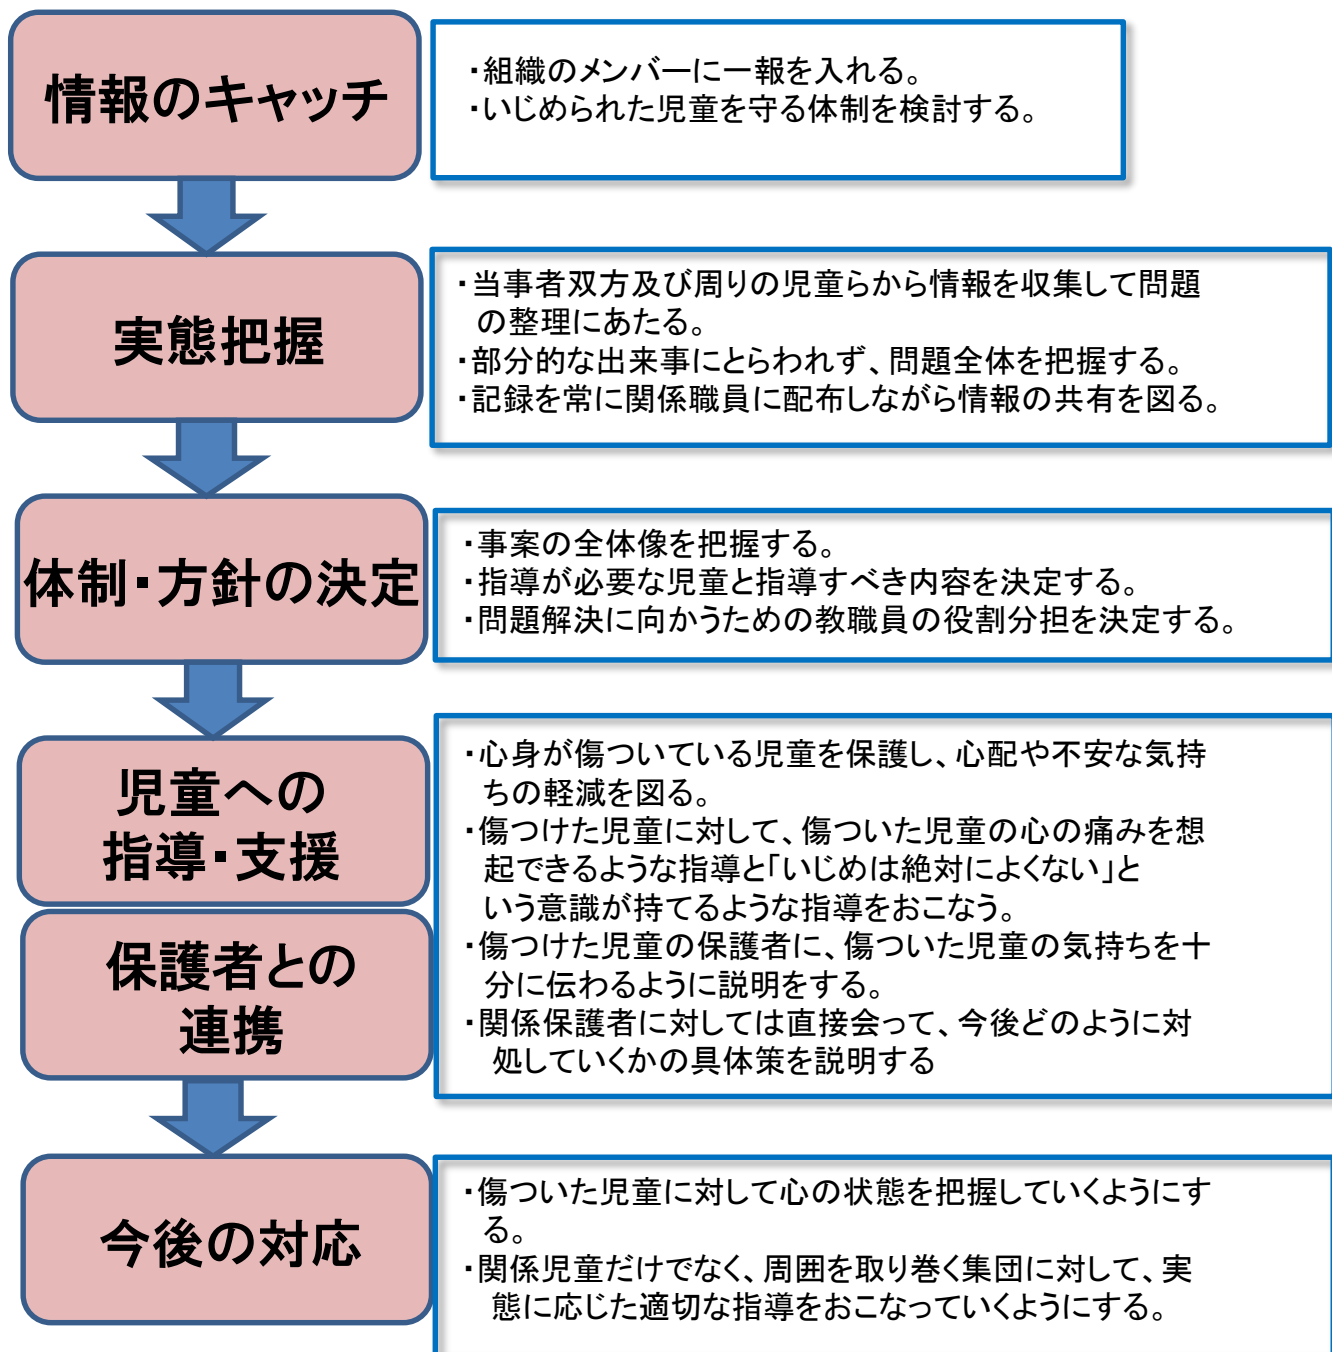 情報のキャッチ
・組織のメンバーに一報を入れる。
・いじめられた児童を守る体制を検討する。
実態把握
・当事者双方及び周りの児童らから情報を収集して問題
の整理にあたる。
・部分的な出来事にとらわれず、問題全体を把握する。
・記録を常に関係職員に配布しながら情報の共有を図る。
体制・方針の決定
・事案の全体像を把握する。
・指導が必要な児童と指導すべき内容を決定する。
・問題解決に向かうための教職員の役割分担を決定する。
児童への
指導・支援
保護者との
連携
・心身が傷ついている児童を保護し、心配や不安な気持
ちの軽減を図る。
・傷つけた児童に対して、傷ついた児童の心の痛みを想
起できるような指導と「いじめは絶対によくない」と
いう意識が持てるような指導をおこなう。
・傷つけた児童の保護者に、傷ついた児童の気持ちを十
分に伝わるように説明をする。
・関係保護者に対しては直接会って、今後どのように対
処していくかの具体策を説明する
今後の対応
・傷ついた児童に対して心の状態を把握していくようにす
る。
・関係児童だけでなく、周囲を取り巻く集団に対して、実
態に応じた適切な指導をおこなっていくようにする。